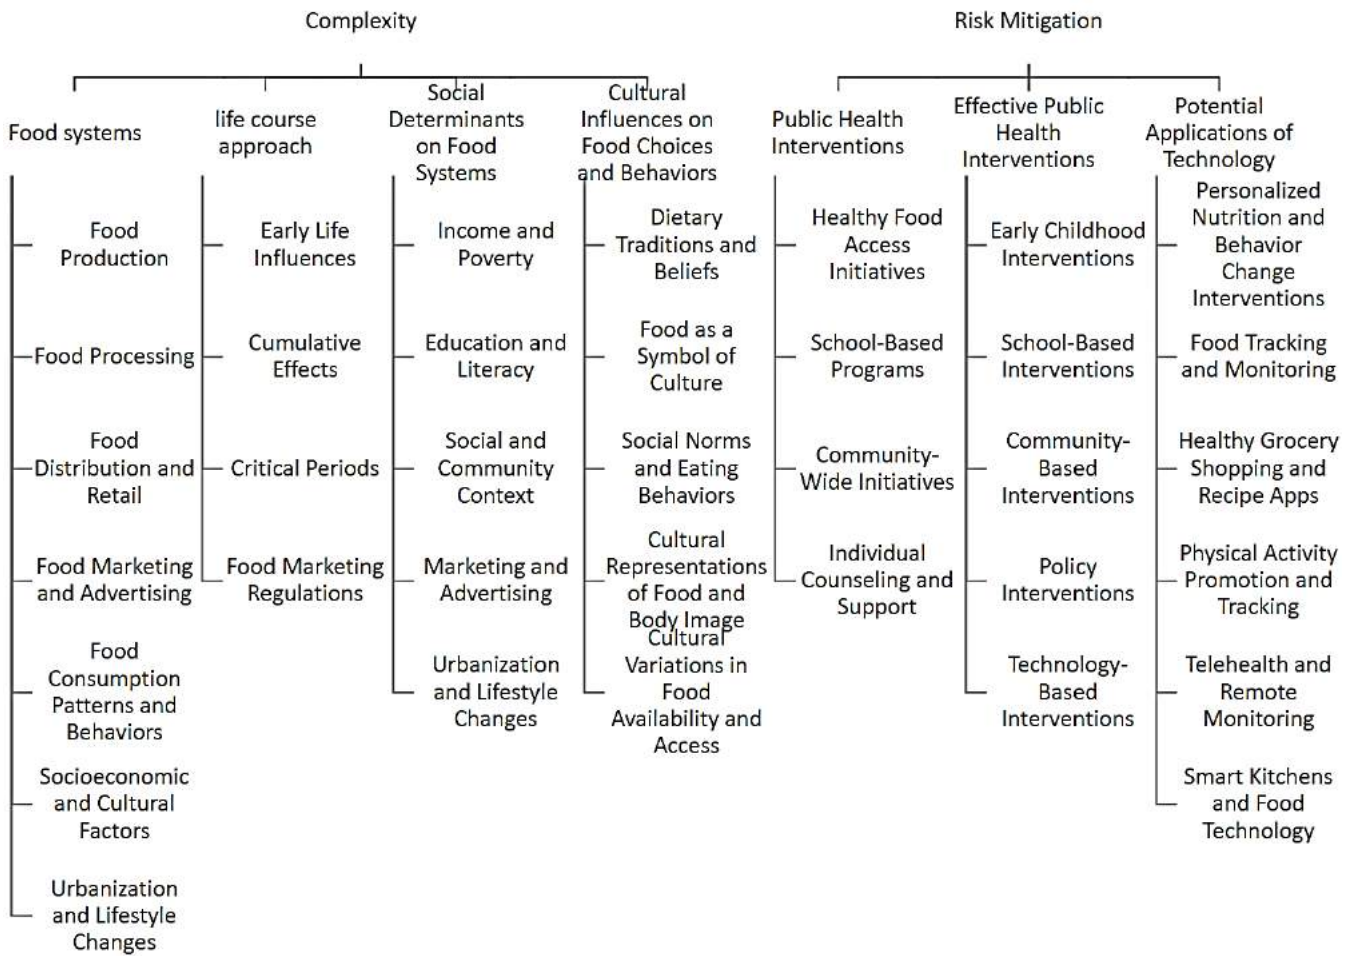 Complexity
Risk Mitigation
Food systems
life course
approach
Social
Determinants
on Food
Systems
Cultural
Influences on
Food Choices
and Behaviors
Public Health
Interventions
Effective Public
Health
Interventions
Potential
Applications of
Technology
Food
Production
Food Processing
Food
Distribution and
Retail
Food Marketing
and Advertising
Food
Consumption
Patterns and
Behaviors
Socioeconomic
and Cultural
Factors
Urbanization
and Lifestyle
Changes
Early Life
Influences
Cumulative
Effects
Critical Periods
Food Marketing
Regulations
Income and
Poverty
Education and
Literacy
Social and
Community
Context
Marketing and
Advertising
Urbanization
and Lifestyle
Changes
Dietary
Traditions and
Beliefs
Food as a
Symbol of
Culture
Social Norms
and Eating
Behaviors
Cultural
Representations
of Food and
Body Image
Cultural
Variations in
Food
Availability and
Access
Healthy Food
Access
Initiatives
School-Based
Programs
Community-
Wide Initiatives
Individual
Counseling and
Support
Early Childhood
Interventions
School-Based
Interventions
Community-
Based
Interventions
Policy
Interventions
Technology-
Based
Interventions
Personalized
Nutrition and
Behavior
Change
Interventions
Food Tracking
and Monitoring
Healthy Grocery
Shopping and
Recipe Apps
Physical Activity
Promotion and
Tracking
Telehealth and
Remote
Monitoring
Smart Kitchens
and Food
Technology